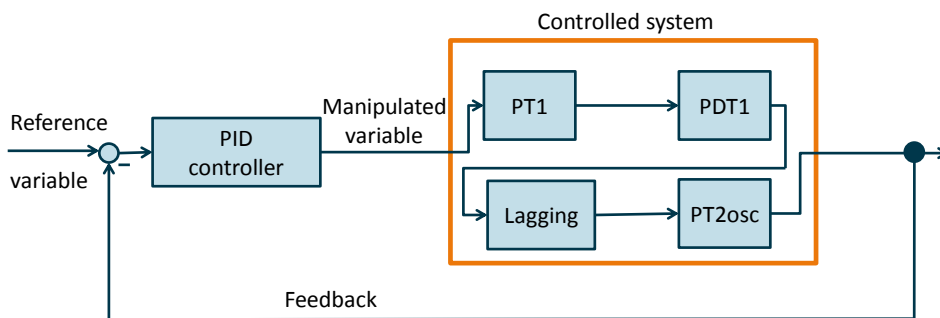 Controlled system
Reference
variable
–
PID
controller
Manipulated
variable
PT1
PDT1
Lagging
PT2osc
Feedback